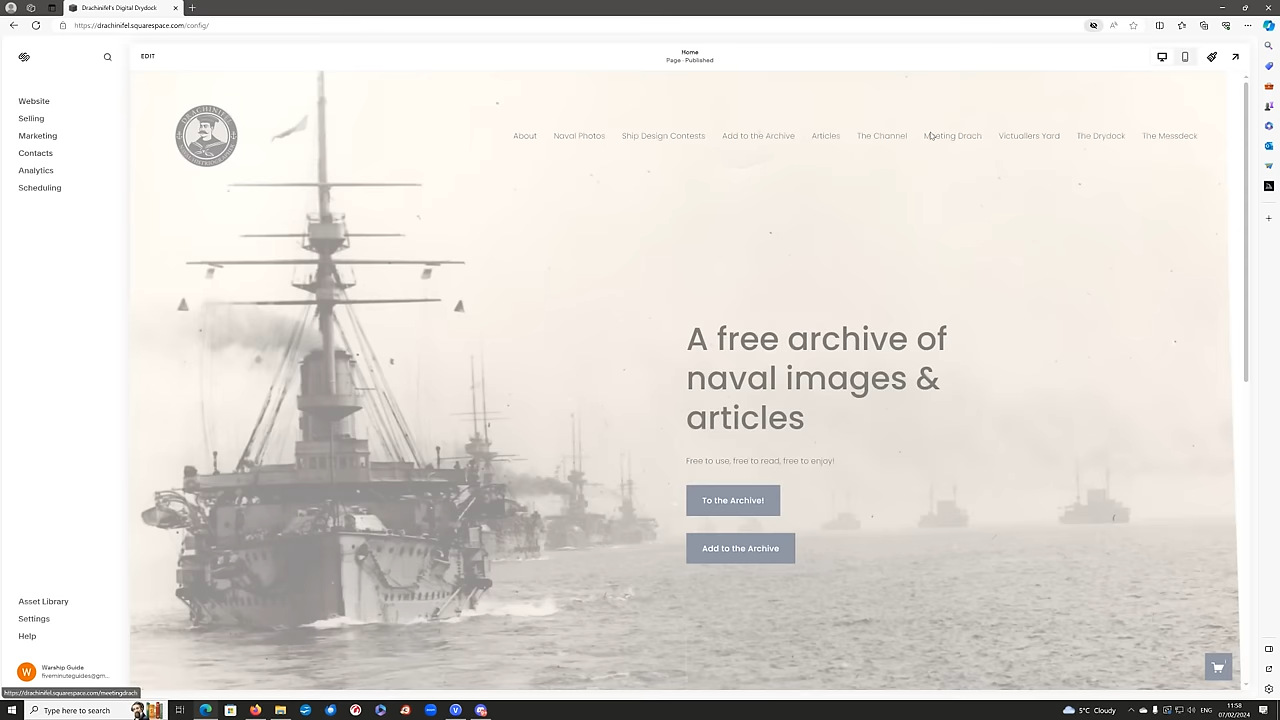 Drachinifel's Digital Drydock
https://drachinifel.squarespace.com/config/
EDIT
Home
Page · Published
Website
Selling
Marketing
Contacts
Analytics
Scheduling
DRACHINIFEL
About
Naval Photos
Ship Design Contests
Add to the Archive
Articles
The Channel
Meeting Drach
Victuallers Yard
The Drydock
The Messdeck
A free archive of
naval images &
articles
Free to use, free to read, free to enjoy!
To the Archive!
Add to the Archive
Asset Library
Settings
Help
W
Warship Guide
fiveminuteguides@gm...
https://drachinifel.squarespace.com/meetingdrach
Type here to search
5°C Cloudy
ENG
11:58
07/02/2024